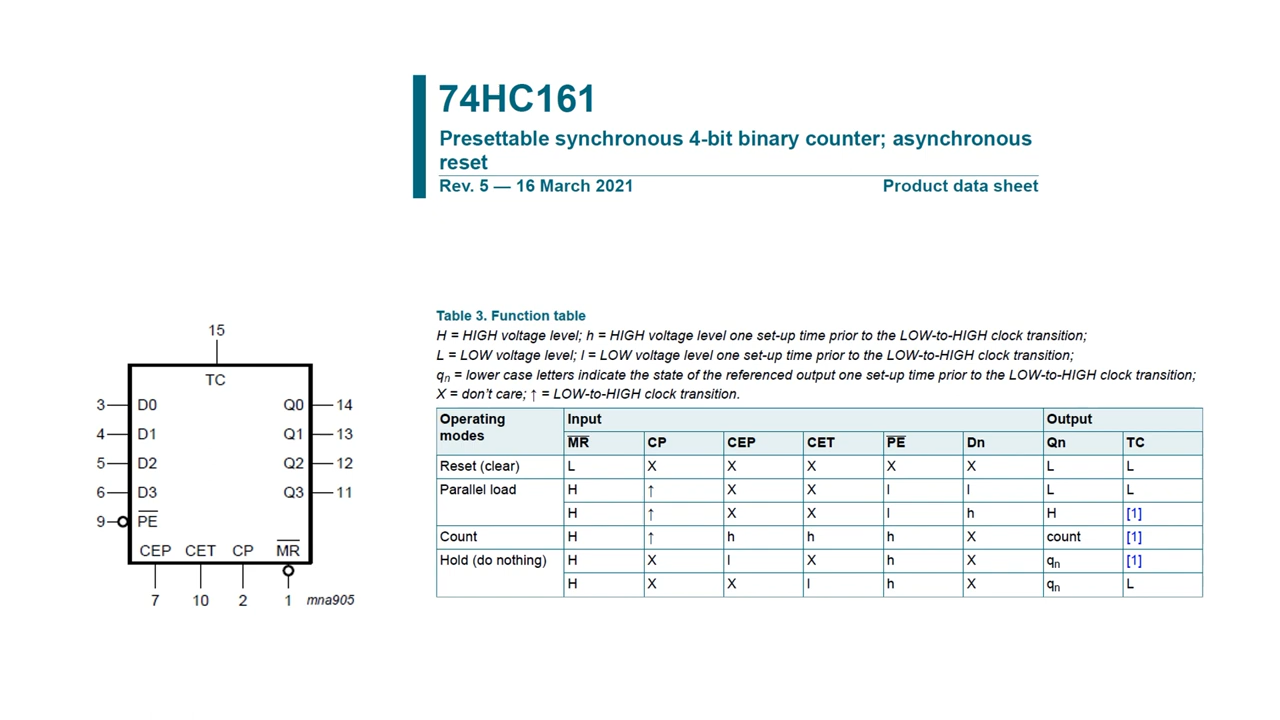 74HC161
Presettable synchronous 4-bit binary counter; asynchronous
reset
Rev. 5 — 16 March 2021 Product data sheet
15
TC
3 D0 Q0 14
4 D1 Q1 13
5 D2 Q2 12
6 D3 Q3 11
9 P̅E̅
CEP CET CP M̅R̅
7 10 2 1 mna905
Table 3. Function table
H = HIGH voltage level; h = HIGH voltage level one set-up time prior to the LOW-to-HIGH clock transition;
L = LOW voltage level; l = LOW voltage level one set-up time prior to the LOW-to-HIGH clock transition;
qn = lower case letters indicate the state of the referenced output one set-up time prior to the LOW-to-HIGH clock transition;
X = don't care; ↑ = LOW-to-HIGH clock transition.
Operating modes Input Output
M̅R̅ CP CEP CET P̅E̅ Dn Qn TC
Reset (clear) L X X X X X L L
Parallel load H ↑ X X l l L L
H ↑ X X l h H [1]
Count H ↑ h h h X count [1]
Hold (do nothing) H X l X h X qn [1]
H X X l h X qn L